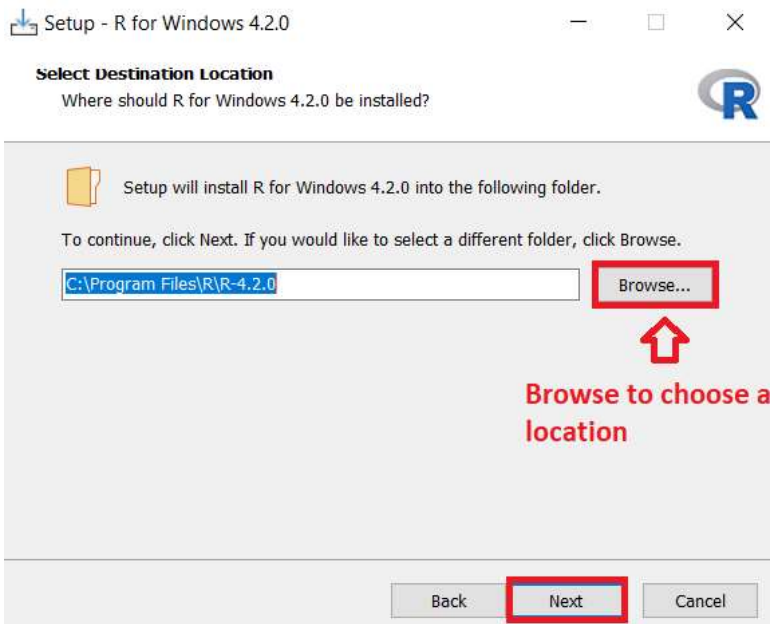 Setup - R for Windows 4.2.0
Select Destination Location
Where should R for Windows 4.2.0 be installed?
R
Setup will install R for Windows 4.2.0 into the following folder.
To continue, click Next. If you would like to select a different folder, click Browse.
C:\Program Files\R\R-4.2.0
Browse...
Browse to choose a
location
Back
Next
Cancel